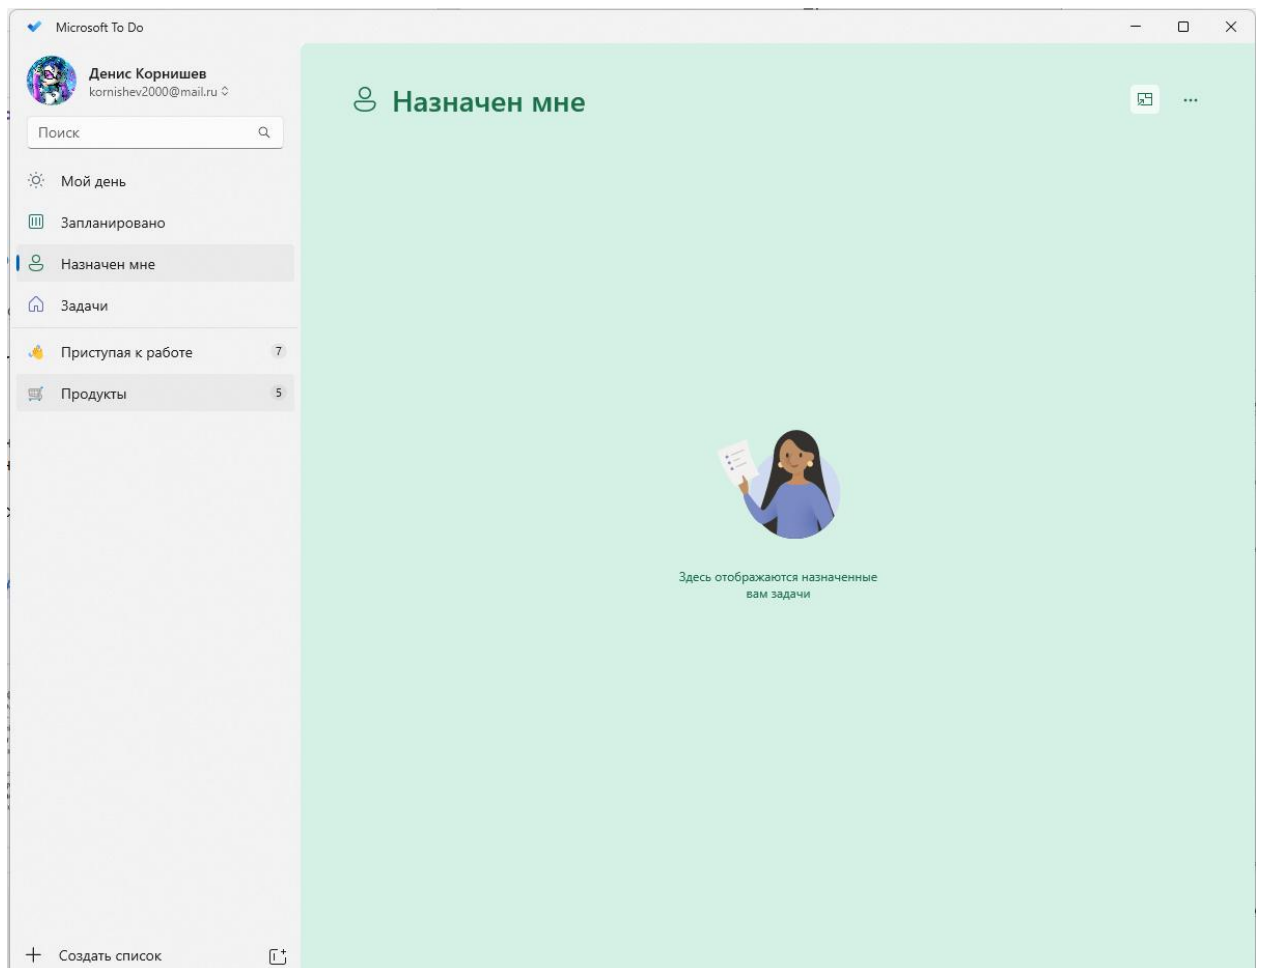 Microsoft To Do
Денис Корнишев
kornishev2000@mail.ru
Поиск
Мой день
Запланировано
Назначен мне
Задачи
Приступая к работе 7
Продукты 5
Создать список
Назначен мне
Здесь отображаются назначенные
вам задачи